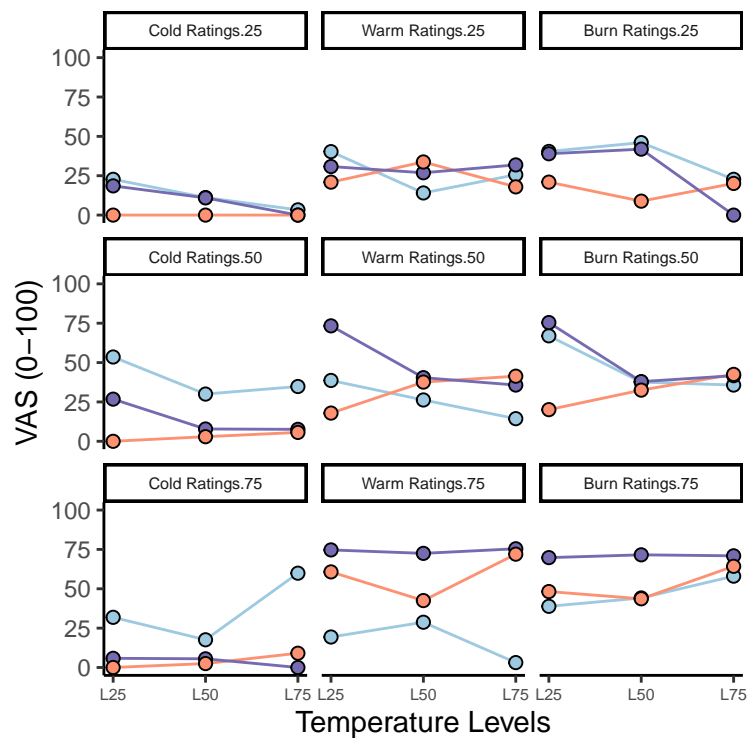 Cold Ratings.25 Warm Ratings.25 Burn Ratings.25
100
75
50
25
0
Cold Ratings.50 Warm Ratings.50 Burn Ratings.50
100
75
50
25
0
Cold Ratings.75 Warm Ratings.75 Burn Ratings.75
100
75
50
25
0
VAS (0−100)
L25 L50 L75 L25 L50 L75 L25 L50 L75
Temperature Levels